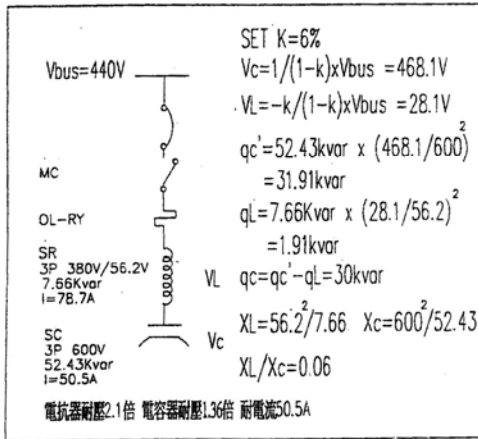 Vbus=440V
MC
OL-RY
SR
3P 380V/56.2V
7.66Kvar
I=78.7A
VL
SC
3P 600V
52.43Kvar
I=50.5A
Vc
SET K=6%
Vc=1/(1-k)xVbus =468.1V
VL=-k/(1-k)xVbus =28.1V
qc'=52.43kvar x (468.1/600)²
=31.91kvar
qL=7.66Kvar x (28.1/56.2)²
=1.91kvar
qc=qc'-qL=30kvar
XL=56.2²/7.66 Xc=600²/52.43
XL/Xc=0.06
電抗器耐壓2.1倍 電容器耐壓1.36倍 耐電流50.5A